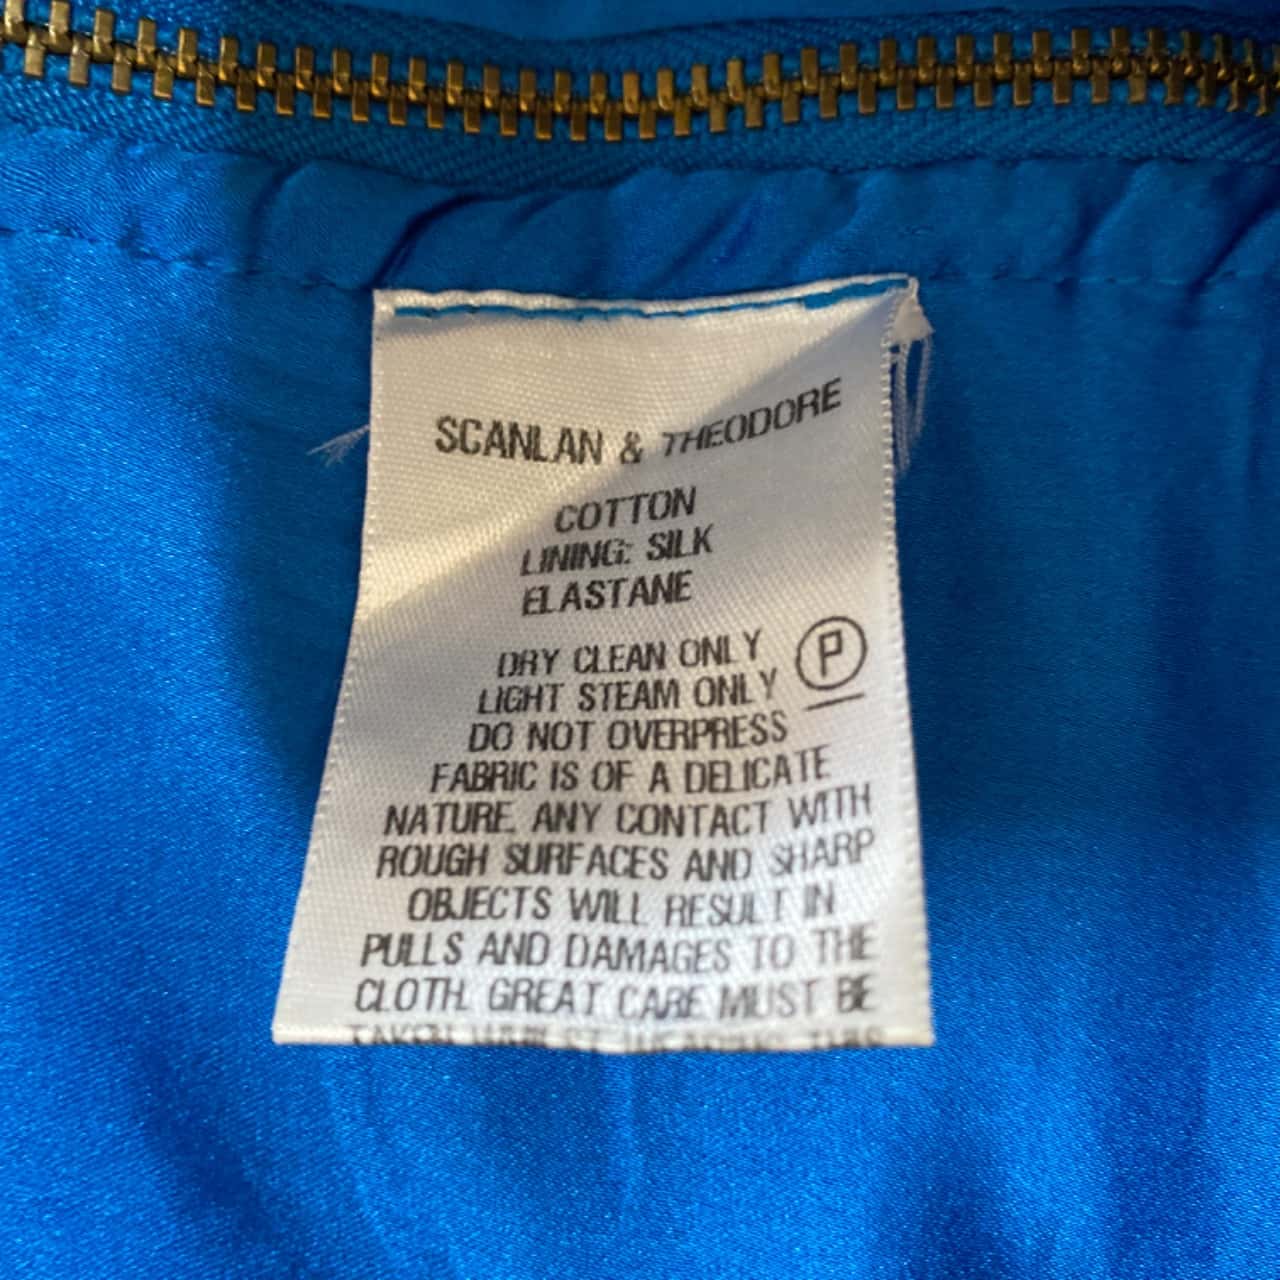 SCANLAN & THEODORE
COTTON
LINING: SILK
ELASTANE
DRY CLEAN ONLY
P
LIGHT STEAM ONLY
DO NOT OVERPRESS
FABRIC IS OF A DELICATE
NATURE. ANY CONTACT WITH
ROUGH SURFACES AND SHARP
OBJECTS WILL RESULT IN
PULLS AND DAMAGES TO THE
CLOTH. GREAT CARE MUST BE